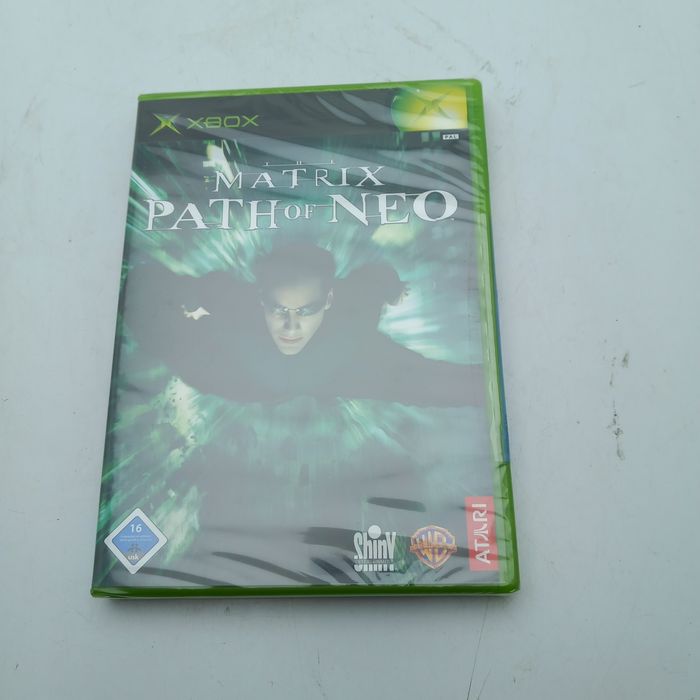 XBOX
PAL
THE
MATRIX
PATH OF NEO
16
usk
Shiny
WB
ATARI